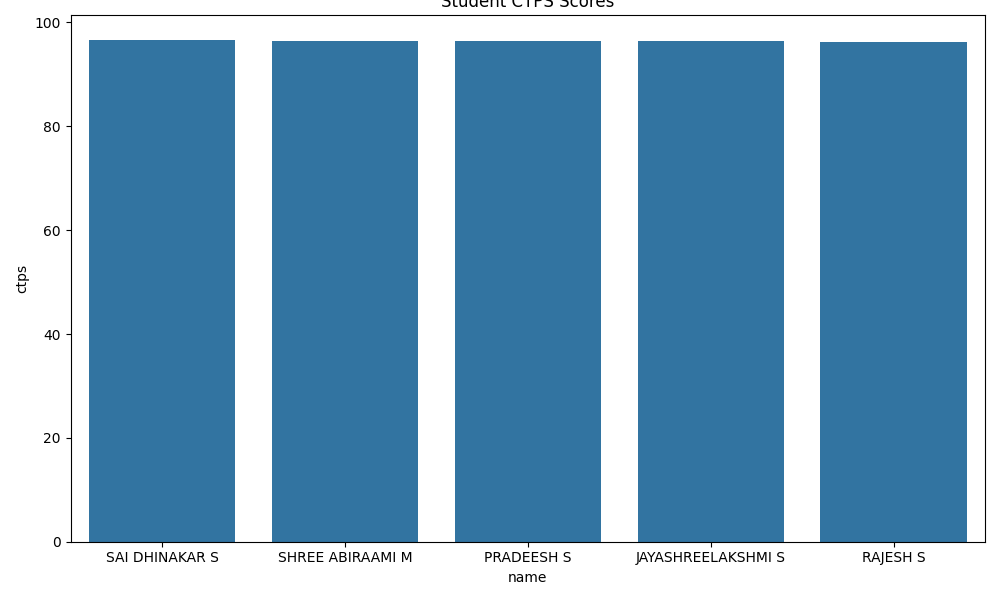 Student CTPS Scores
100
80
60
40
20
0
ctps
SAI DHINAKAR S
SHREE ABIRAAMI M
PRADEESH S
JAYASHREELAKSHMI S
RAJESH S
name